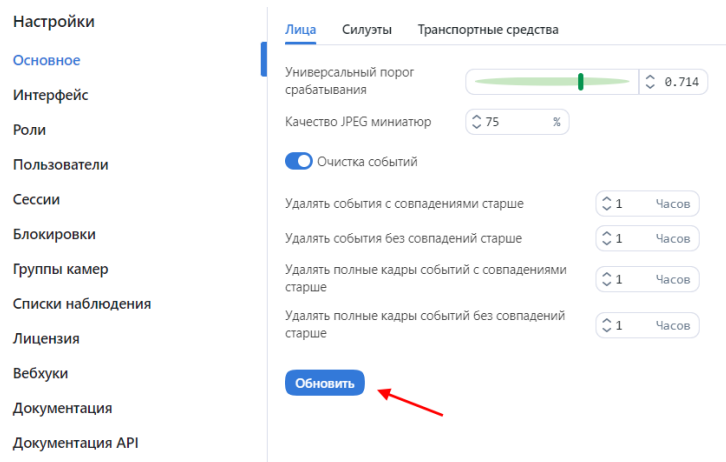 Настройки
Основное
Интерфейс
Роли
Пользователи
Сессии
Блокировки
Группы камер
Списки наблюдения
Лицензия
Вебхуки
Документация
Документация API
Лица Силуэты Транспортные средства
Универсальный порог
срабатывания
0.714
Качество JPEG миниатюр 75 %
Очистка событий
Удалять события с совпадениями старше 1 Часов
Удалять события без совпадений старше 1 Часов
Удалять полные кадры событий с совпадениями
старше
1 Часов
Удалять полные кадры событий без совпадений
старше
1 Часов
Обновить